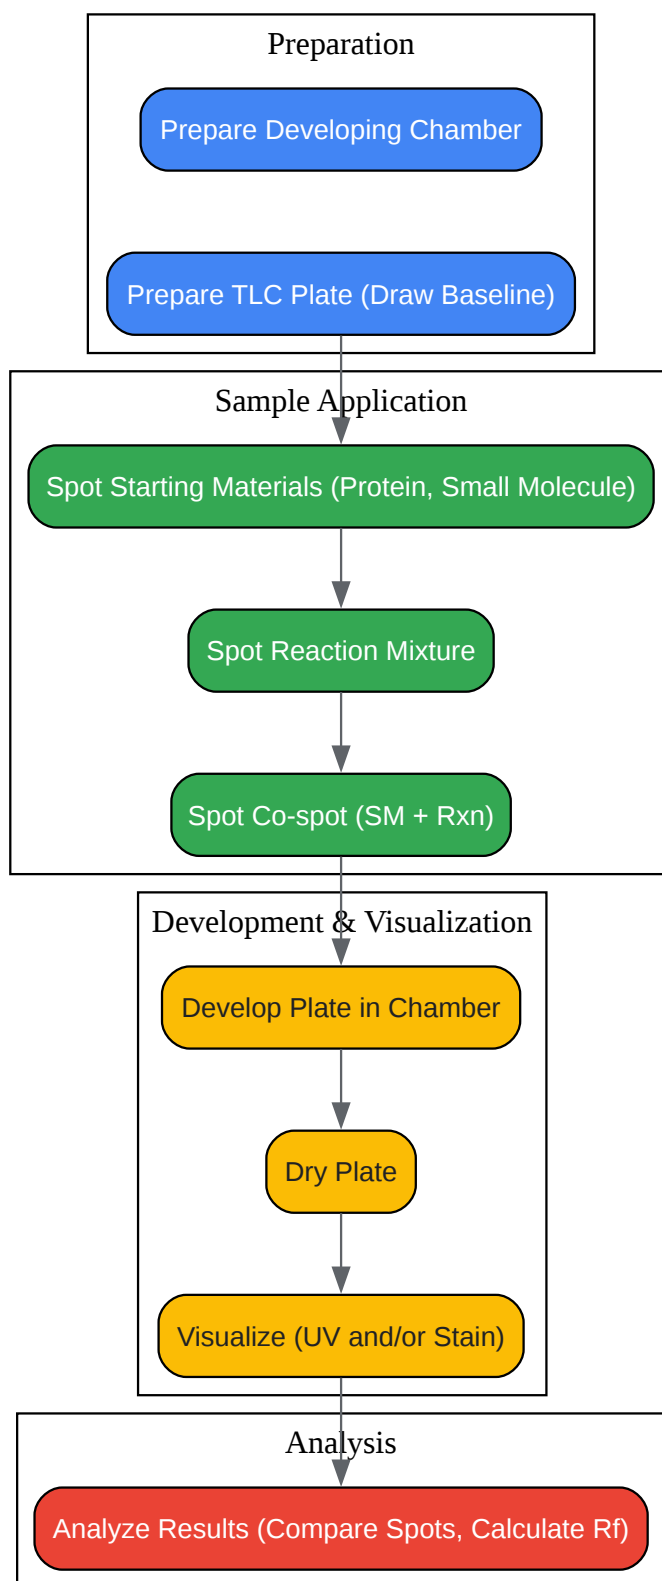 Preparation
Prepare Developing Chamber
Prepare TLC Plate (Draw Baseline)
Sample Application
Spot Starting Materials (Protein, Small Molecule)
Spot Reaction Mixture
Spot Co-spot (SM + Rxn)
Development & Visualization
Develop Plate in Chamber
Dry Plate
Visualize (UV and/or Stain)
Analysis
Analyze Results (Compare Spots, Calculate Rf)